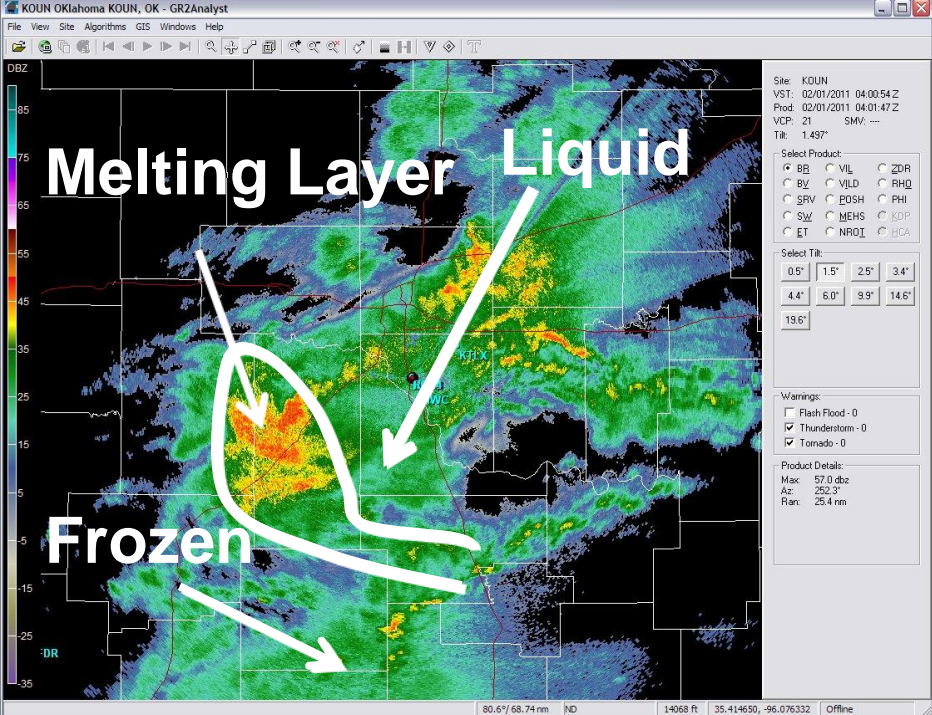 KOUN OKlahoma KOUN, OK - GR2Analyst
File View Site Algorithms GIS Windows Help
DBZ
85
75
65
55
45
35
25
15
5
-5
-15
-25
-35
Melting Layer
Liquid
Frozen
KTLX
:DR
Site: KOUN
VST: 02/01/2011 04:00:54 Z
Prod: 02/01/2011 04:01:47 Z
VCP: 21 SMV: ----
Tilt: 1.497°
Select Product:
BR VIL ZDR
BV VILD RHO
SRV POSH PHI
SW MEHS KDP
ET NROT HCA
Select Tilt:
0.5° 1.5° 2.5° 3.4°
4.4° 6.0° 9.9° 14.6°
19.6°
Warnings:
Flash Flood - 0
Thunderstorm - 0
Tornado - 0
Product Details:
Max: 57.0 dbz
Az: 252.3°
Ran: 25.4 nm
80.6°/68.74 nm ND 14068 ft 35.414650, -96.076332 Offline